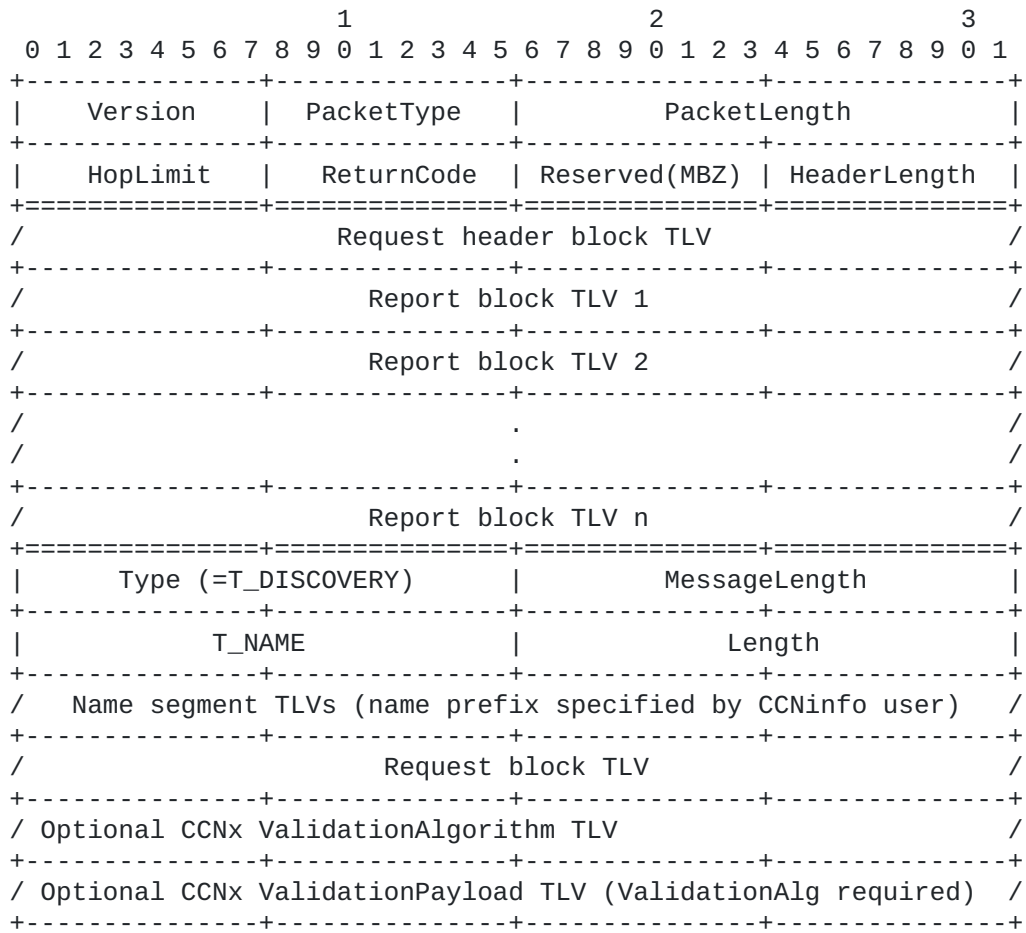 1                   2                   3
 0 1 2 3 4 5 6 7 8 9 0 1 2 3 4 5 6 7 8 9 0 1 2 3 4 5 6 7 8 9 0 1
+---------------+---------------+---------------+---------------+
|    Version    |  PacketType   |         PacketLength          |
+---------------+---------------+---------------+---------------+
|    HopLimit   |   ReturnCode  | Reserved(MBZ) | HeaderLength  |
+===============+===============+===============+===============+
/                    Request header block TLV                   /
+---------------+---------------+---------------+---------------+
/                      Report block TLV 1                       /
+---------------+---------------+---------------+---------------+
/                      Report block TLV 2                       /
+---------------+---------------+---------------+---------------+
/                               .                               /
/                               .                               /
+---------------+---------------+---------------+---------------+
/                      Report block TLV n                       /
+===============+===============+===============+===============+
|      Type (=T_DISCOVERY)      |         MessageLength         |
+---------------+---------------+---------------+---------------+
|            T_NAME             |             Length            |
+---------------+---------------+---------------+---------------+
/   Name segment TLVs (name prefix specified by CCNinfo user)   /
+---------------+---------------+---------------+---------------+
/                       Request block TLV                       /
+---------------+---------------+---------------+---------------+
/ Optional CCNx ValidationAlgorithm TLV                         /
+---------------+---------------+---------------+---------------+
/ Optional CCNx ValidationPayload TLV (ValidationAlg required)  /
+---------------+---------------+---------------+---------------+